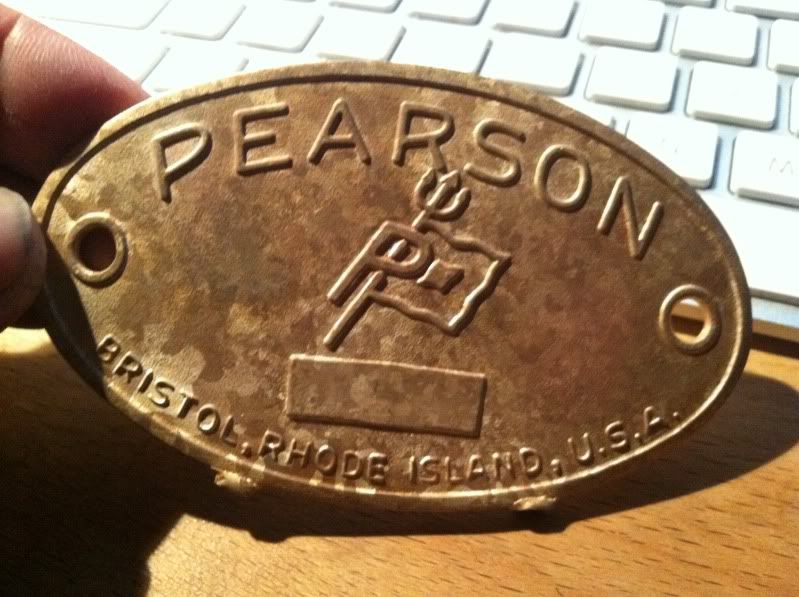 PEARSON
P
BRISTOL, RHODE ISLAND, U.S.A.